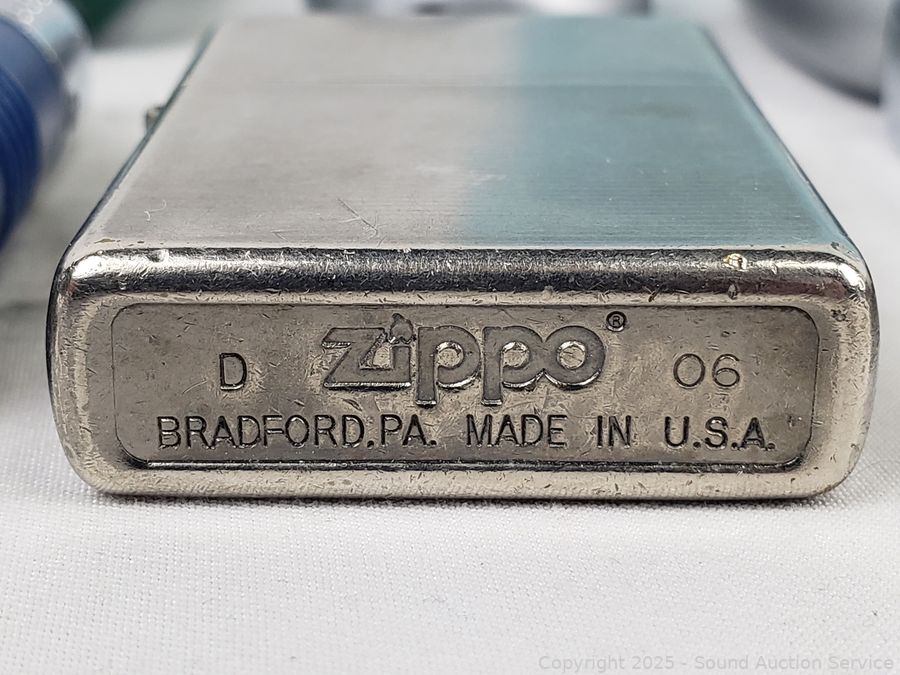 zippo ®
D 06
BRADFORD, PA. MADE IN U.S.A.
Copyright 2025 - Sound Auction Service